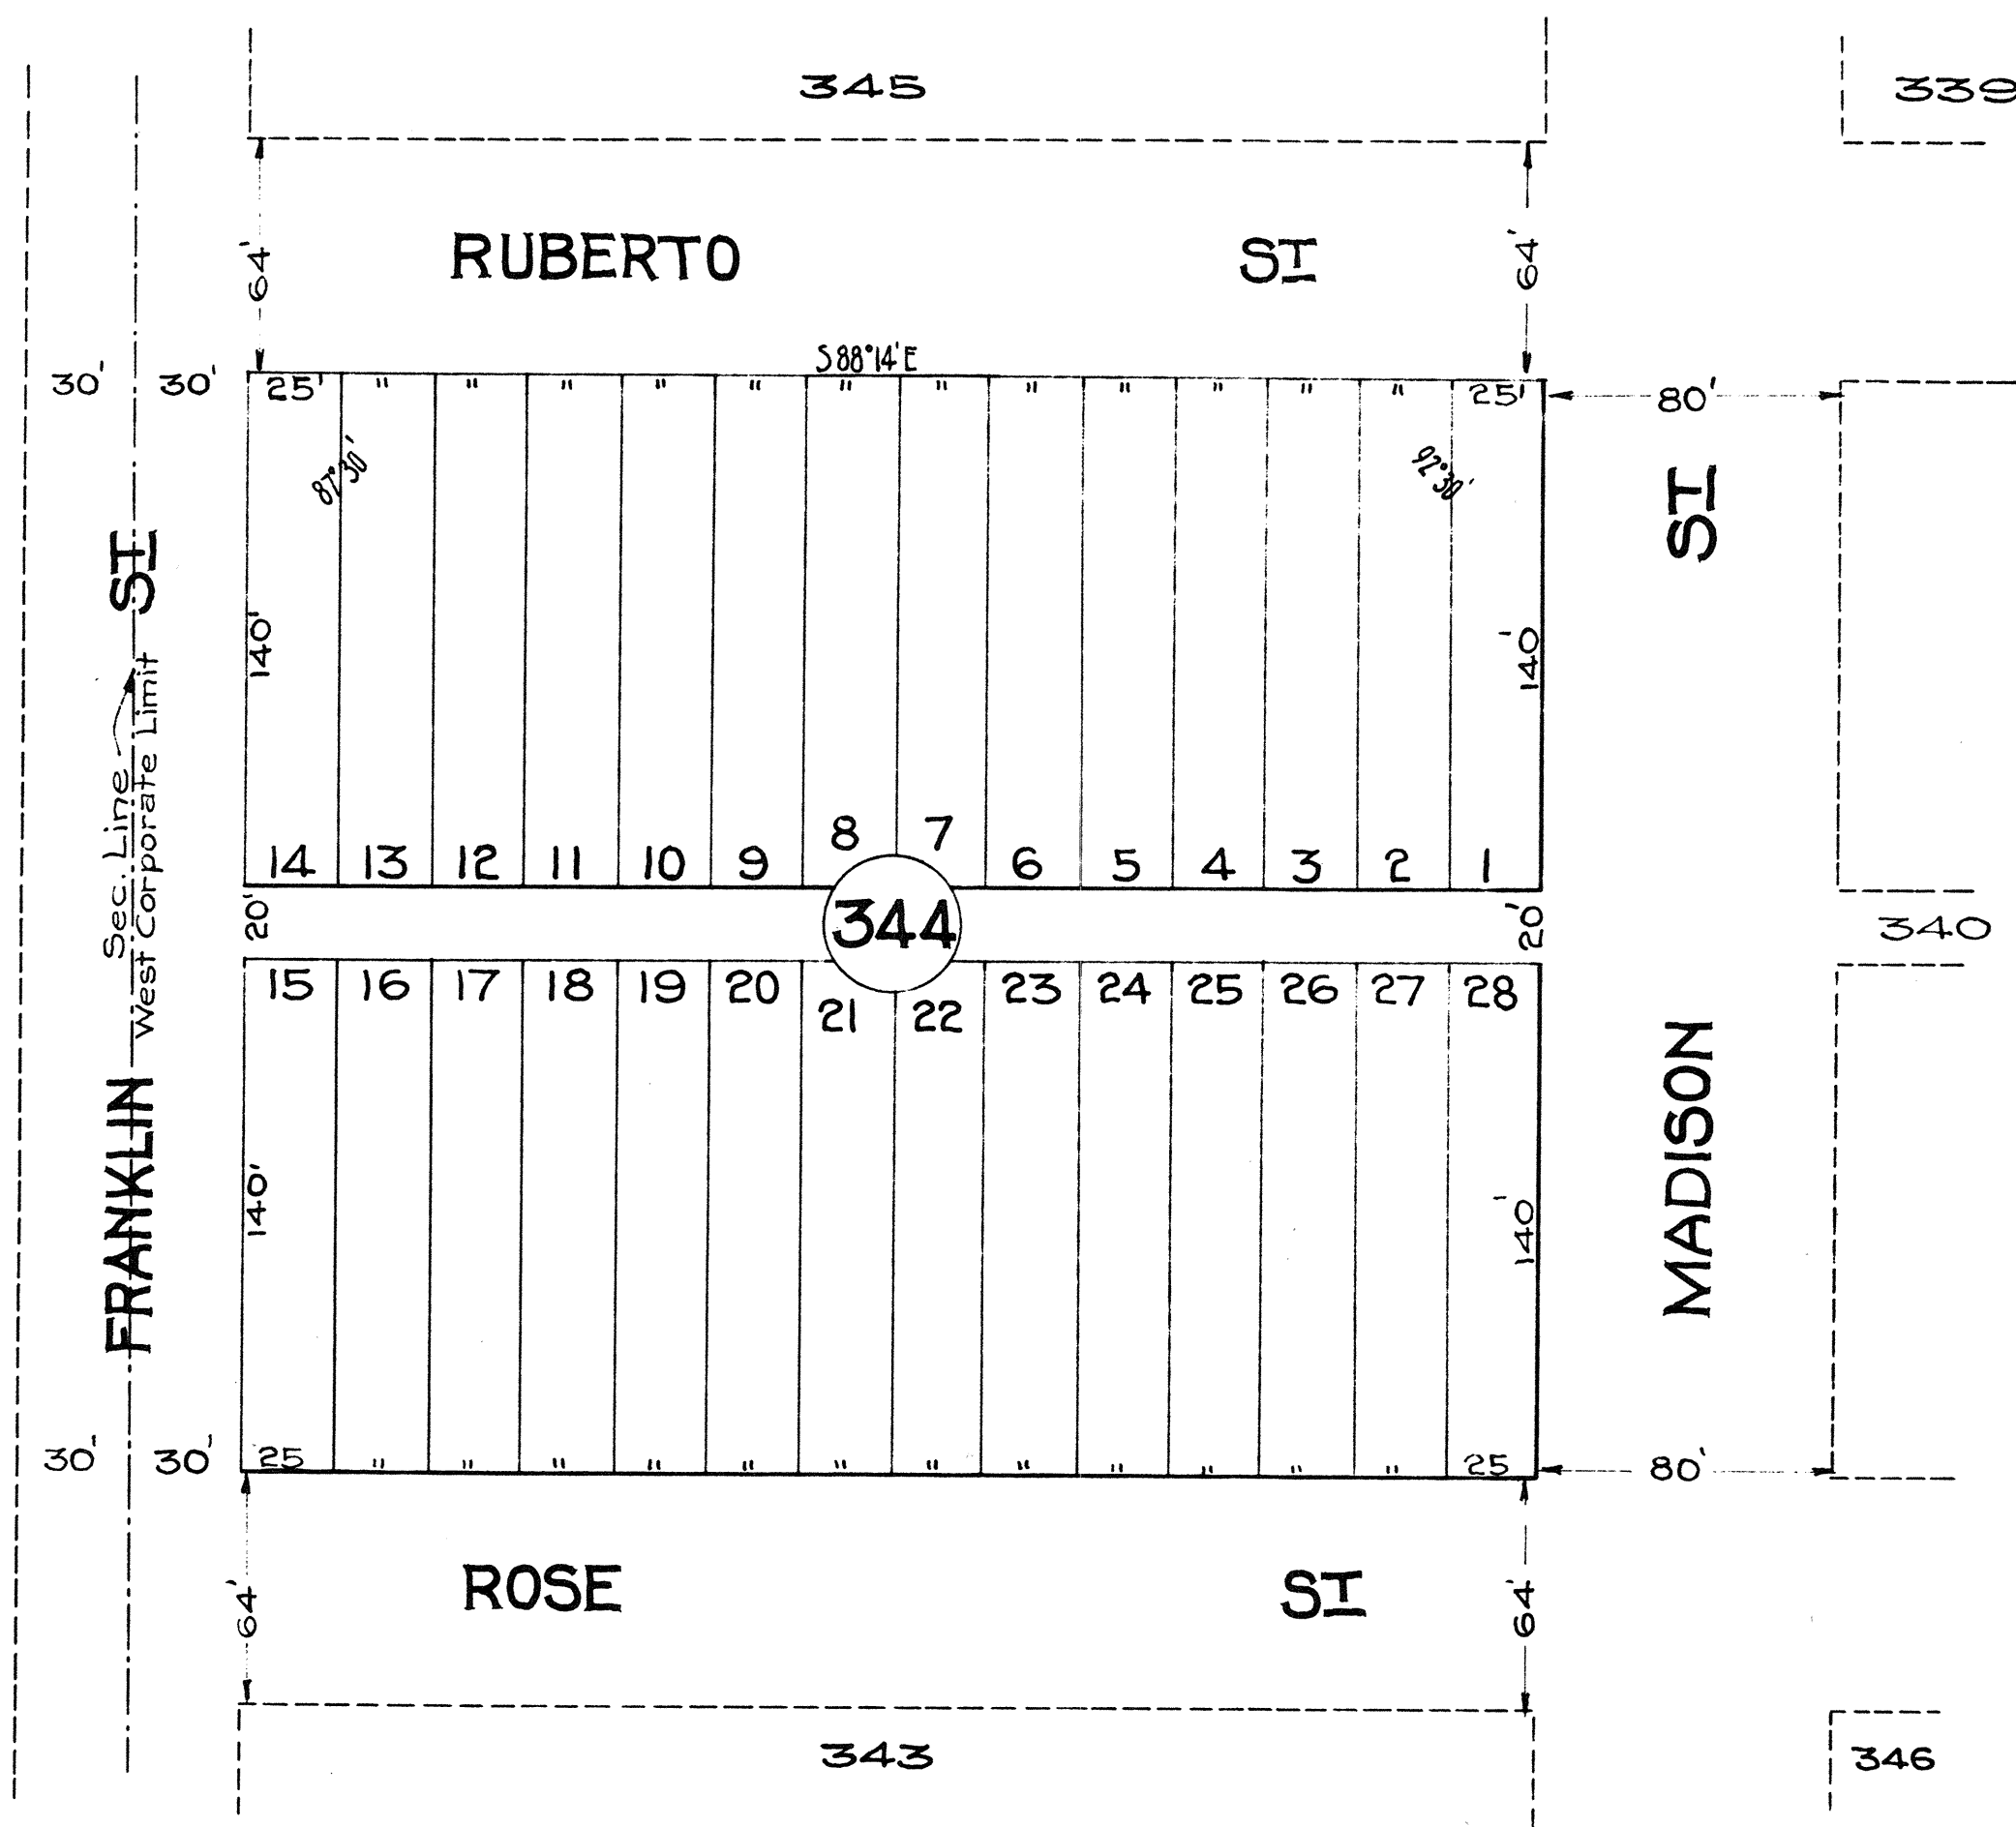 345
339
RUBERTO ST
64'
64'
S 88°14' E
30' 30'
25' " " " " " " " " " " " " 25'
80'
87°30'
92°30'
FRANKLIN ST
Sec. Line
West Corporate Limit
MADISON ST
140'
140'
14 13 12 11 10 9 8 7 6 5 4 3 2 1
20'
344
20'
340
15 16 17 18 19 20 21 22 23 24 25 26 27 28
140'
140'
30' 30'
25 " " " " " " " " " " " " 25
80'
ROSE ST
64'
64'
343
346